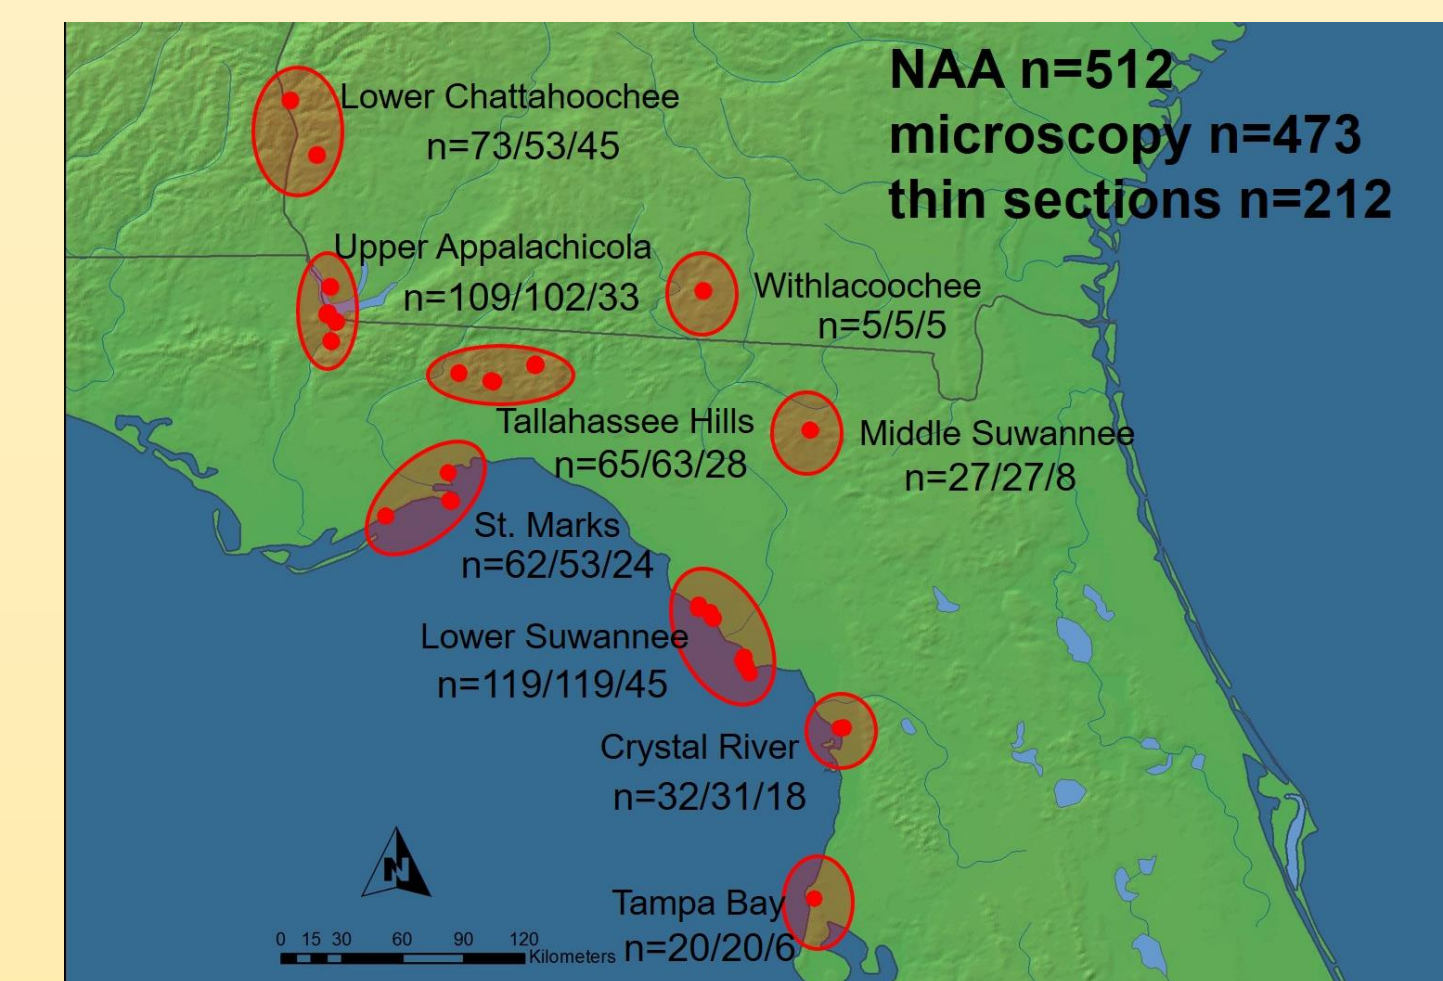 NAA n=512
microscopy n=473
thin sections n=212
Lower Chattahoochee
n=73/53/45
Upper Appalachicola
n=109/102/33
Withlacoochee
n=5/5/5
Tallahassee Hills
n=65/63/28
Middle Suwannee
n=27/27/8
St. Marks
n=62/53/24
Lower Suwannee
n=119/119/45
Crystal River
n=32/31/18
Tampa Bay
n=20/20/6
N
0 15 30 60 90 120
Kilometers